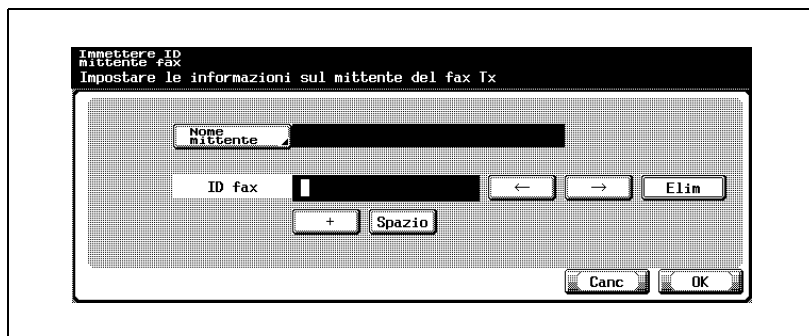 Immettere ID
mittente fax
Impostare le informazioni sul mittente del fax Tx
Nome
mittente
ID fax
← → Elim
+ Spazio
Canc OK